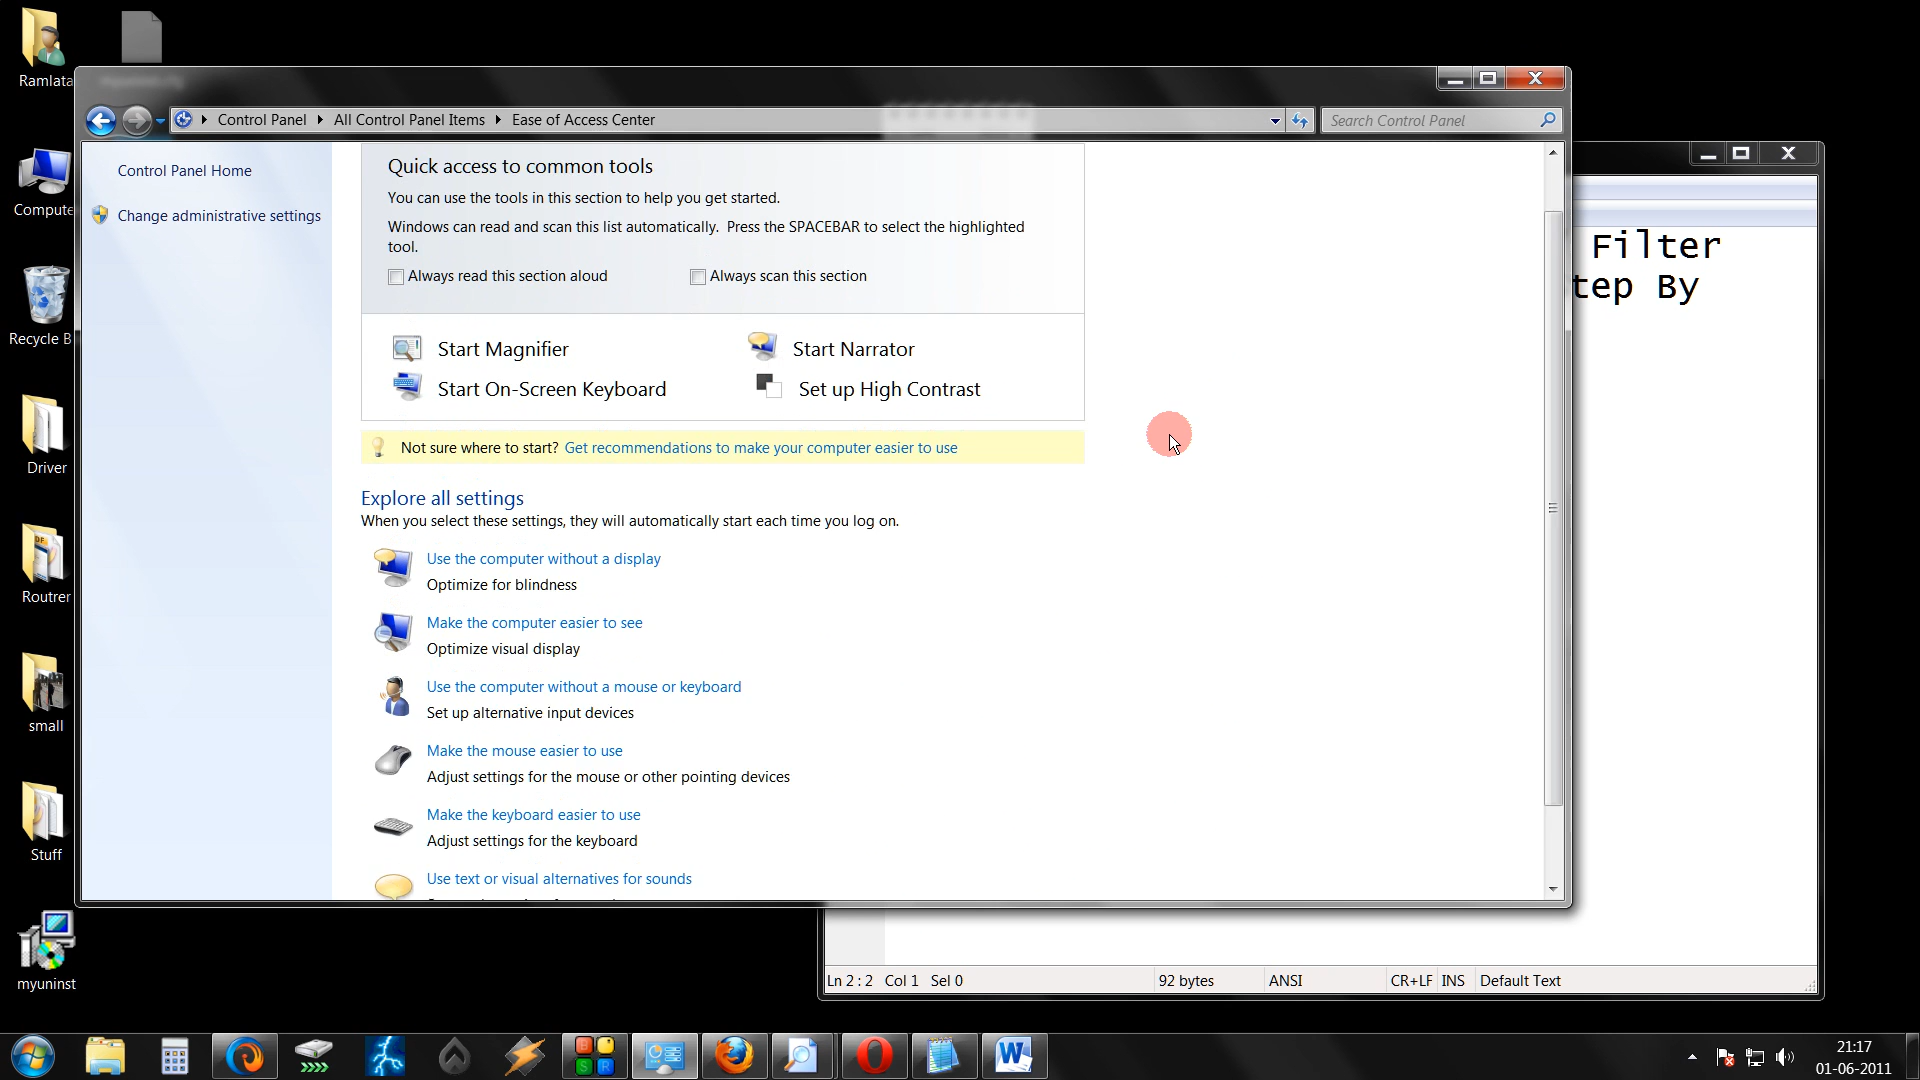 Ramlata
Control Panel
All Control Panel Items
Ease of Access Center
Search Control Panel
Control Panel Home
Change administrative settings
Quick access to common tools
You can use the tools in this section to help you get started.
Windows can read and scan this list automatically.  Press the SPACEBAR to select the highlighted
tool.
Always read this section aloud
Always scan this section
Start Magnifier
Start Narrator
Start On-Screen Keyboard
Set up High Contrast
Not sure where to start? Get recommendations to make your computer easier to use
Explore all settings
When you select these settings, they will automatically start each time you log on.
Use the computer without a display
Optimize for blindness
Make the computer easier to see
Optimize visual display
Use the computer without a mouse or keyboard
Set up alternative input devices
Make the mouse easier to use
Adjust settings for the mouse or other pointing devices
Make the keyboard easier to use
Adjust settings for the keyboard
Use text or visual alternatives for sounds
Filter
tep By
Compute
Recycle B
Driver
Routrer
small
Stuff
myuninst
Ln 2 : 2 Col 1 Sel 0
92 bytes
ANSI
CR+LF INS
Default Text
21:17
01-06-2011